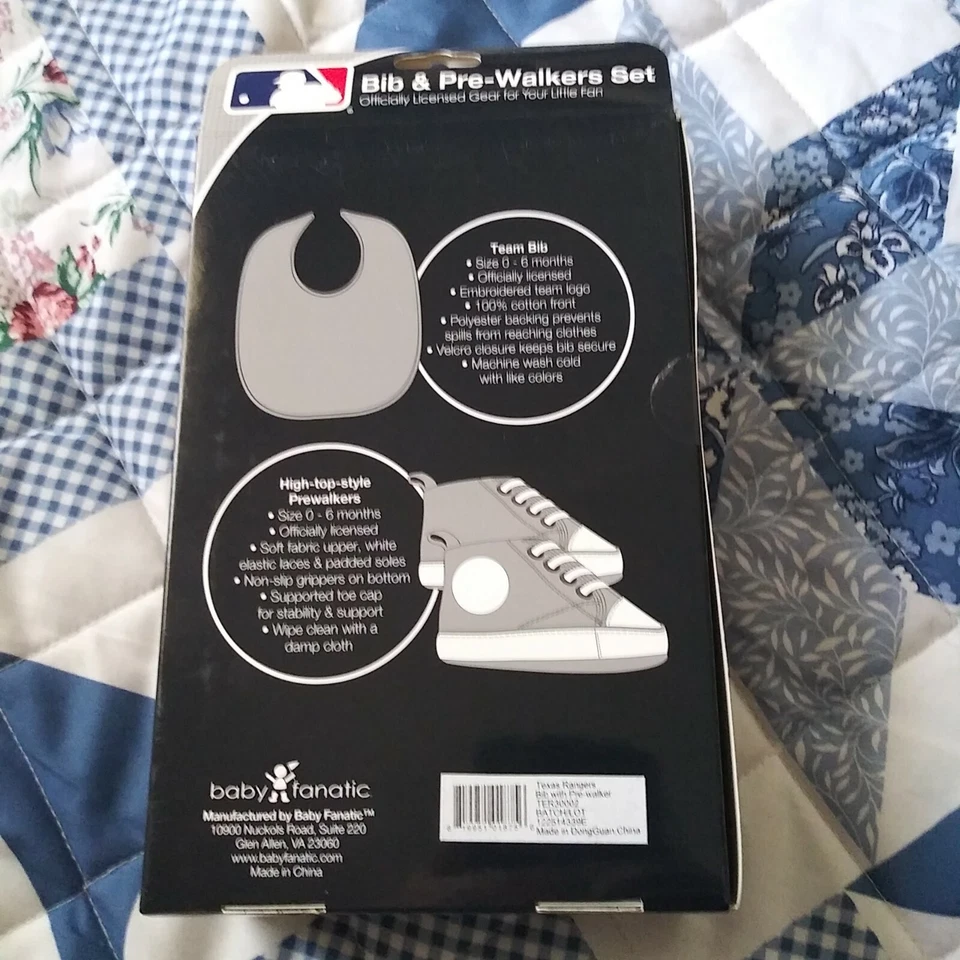 Bib & Pre-Walkers Set
Officially Licensed Gear for Your Little Fan
Team Bib
• Size 0 - 6 months
• Officially licensed
• Embroidered team logo
• 100% cotton front
• Polyester backing prevents
spills from reaching clothes
• Velcro closure keeps bib secure
• Machine wash cold
with like colors
High-top-style
Prewalkers
• Size 0 - 6 months
• Officially licensed
• Soft fabric upper, white
elastic laces & padded soles
• Non-slip grippers on bottom
• Supported toe cap
for stability & support
• Wipe clean with a
damp cloth
baby fanatic
Manufactured by Baby Fanatic™
10900 Nuckols Road, Suite 220
Glen Allen, VA 23060
www.babyfanatic.com
Made in China
Texas Rangers
Bib with Pre-walker
TER30002
BATCH/LOT
Made in DongGuan,China